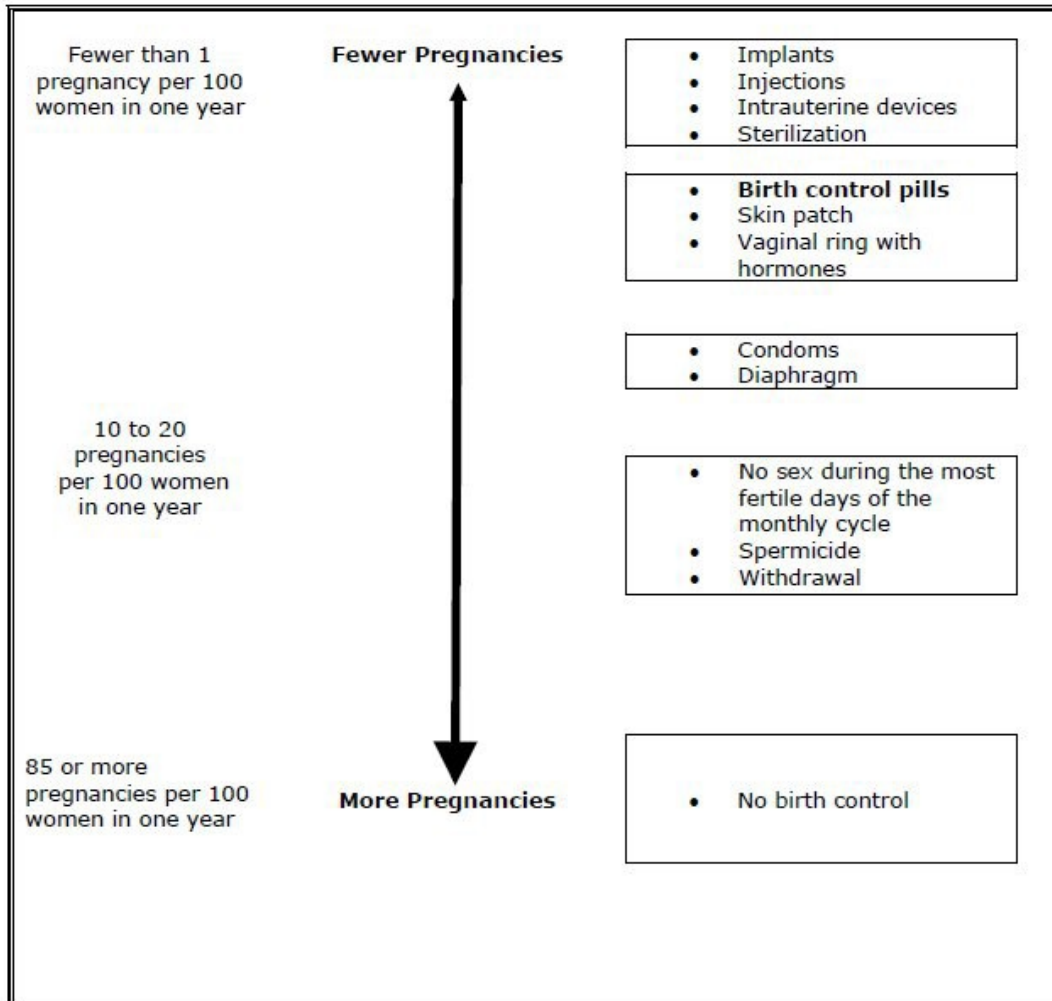 Fewer than 1
pregnancy per 100
women in one year
Fewer Pregnancies
• Implants
• Injections
• Intrauterine devices
• Sterilization
• Birth control pills
• Skin patch
• Vaginal ring with
hormones
• Condoms
• Diaphragm
10 to 20
pregnancies
per 100 women
in one year
• No sex during the most
fertile days of the
monthly cycle
• Spermicide
• Withdrawal
85 or more
pregnancies per 100
women in one year
More Pregnancies
• No birth control